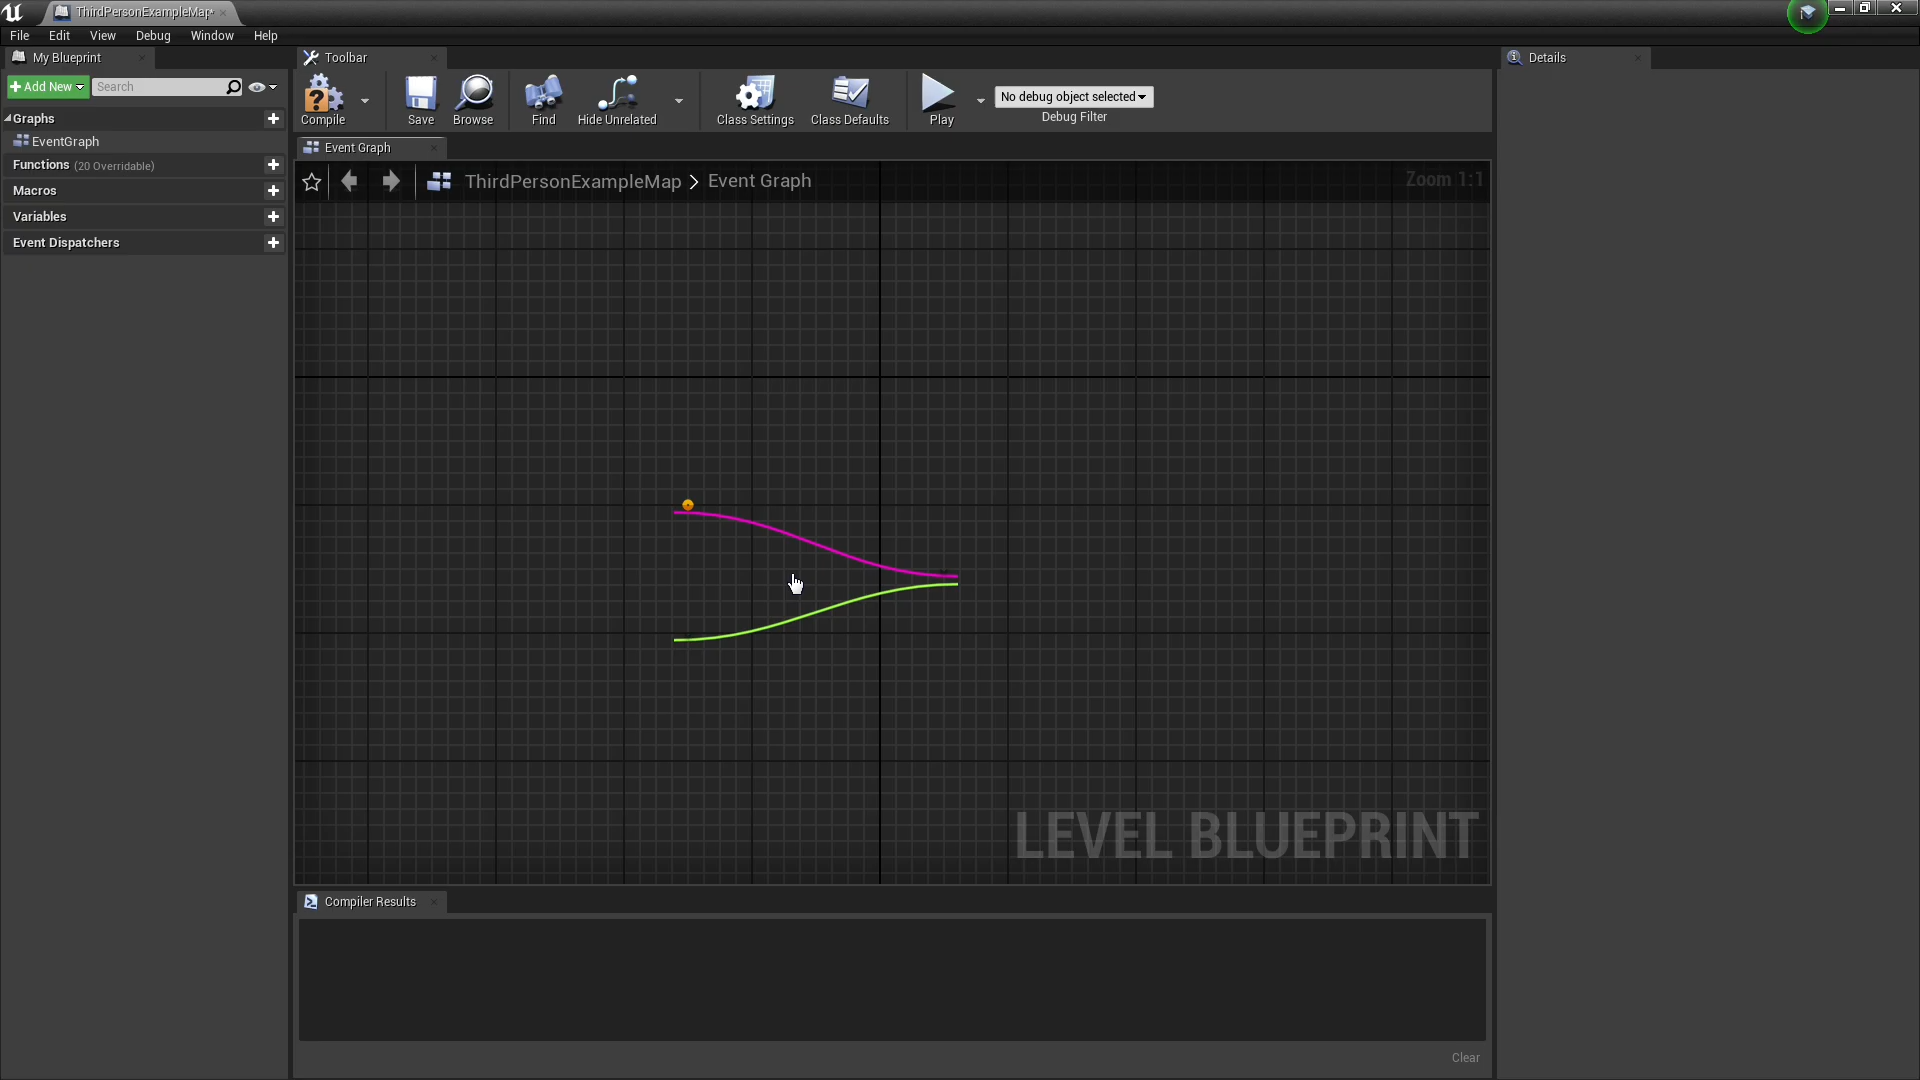 ThirdPersonExampleMap*
File Edit View Debug Window Help
My Blueprint
Toolbar
Details
Add New
Search
Compile
Save
Browse
Find
Hide Unrelated
Class Settings
Class Defaults
Play
No debug object selected
Debug Filter
Graphs
EventGraph
Functions (20 Overridable)
Macros
Variables
Event Dispatchers
Event Graph
ThirdPersonExampleMap > Event Graph
Zoom 1:1
LEVEL BLUEPRINT
Compiler Results
Clear